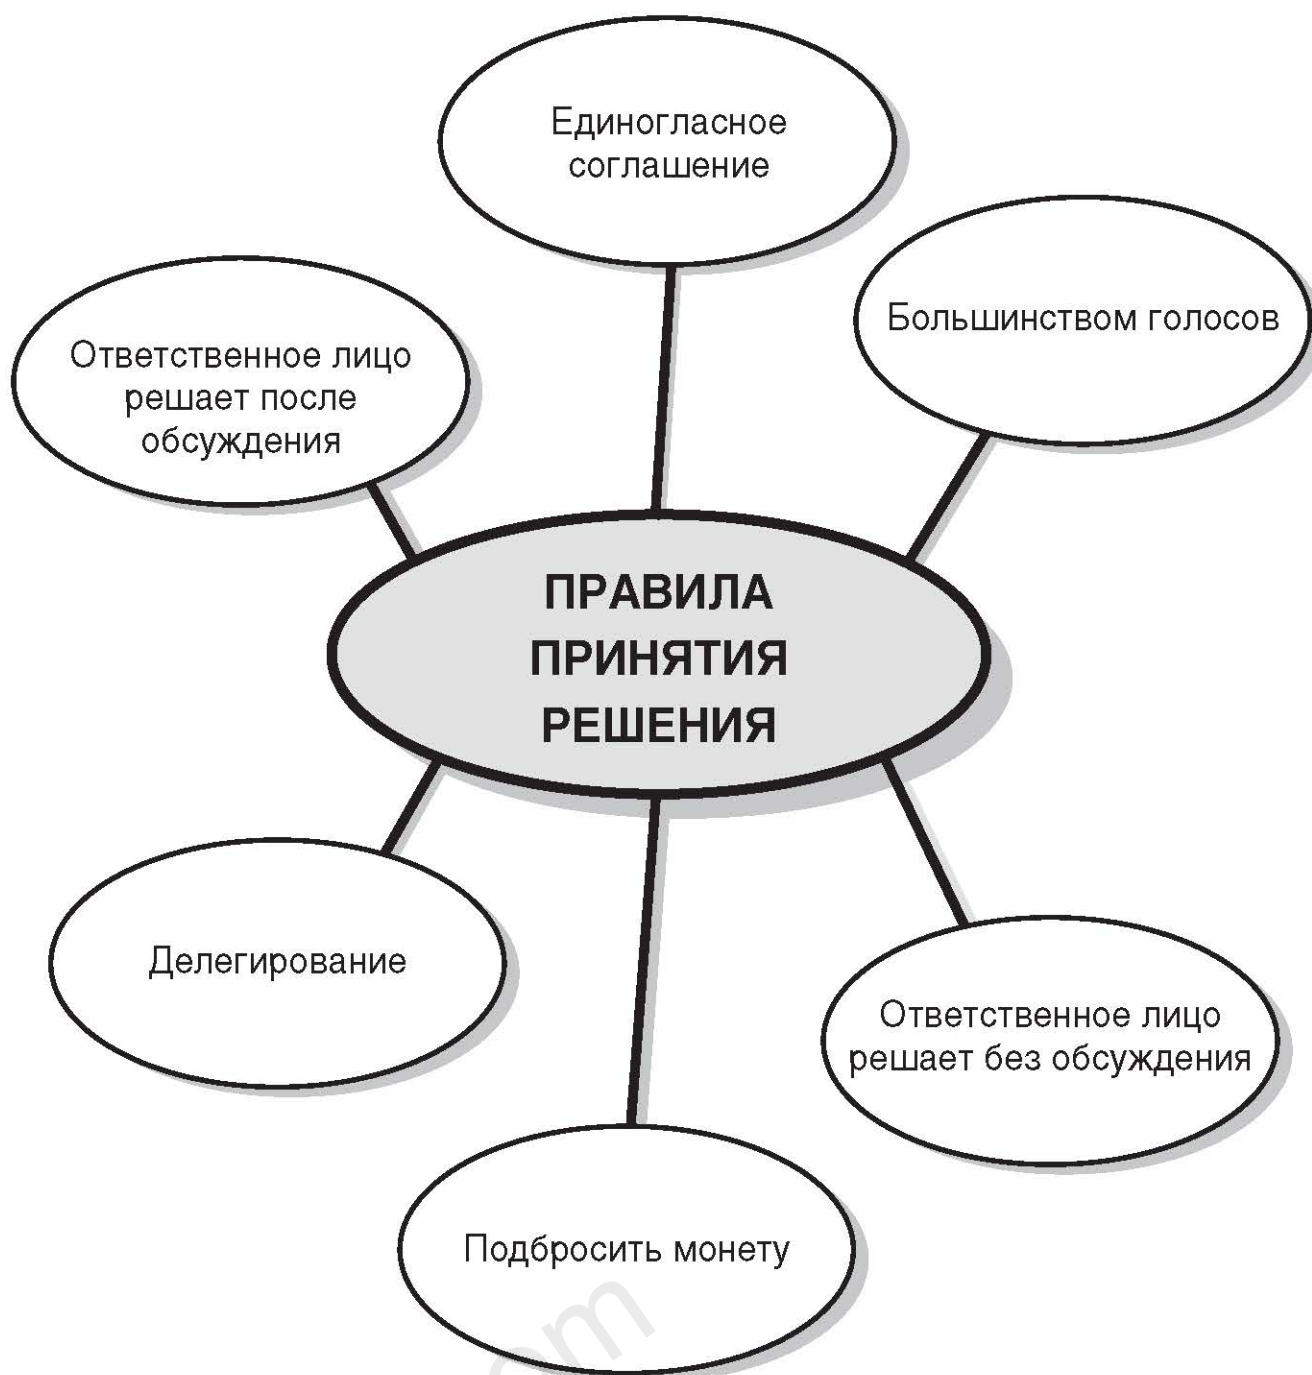 Единогласное
соглашение
Большинством голосов
Ответственное лицо
решает после
обсуждения
ПРАВИЛА
ПРИНЯТИЯ
РЕШЕНИЯ
Делегирование
Ответственное лицо
решает без обсуждения
Подбросить монету
om